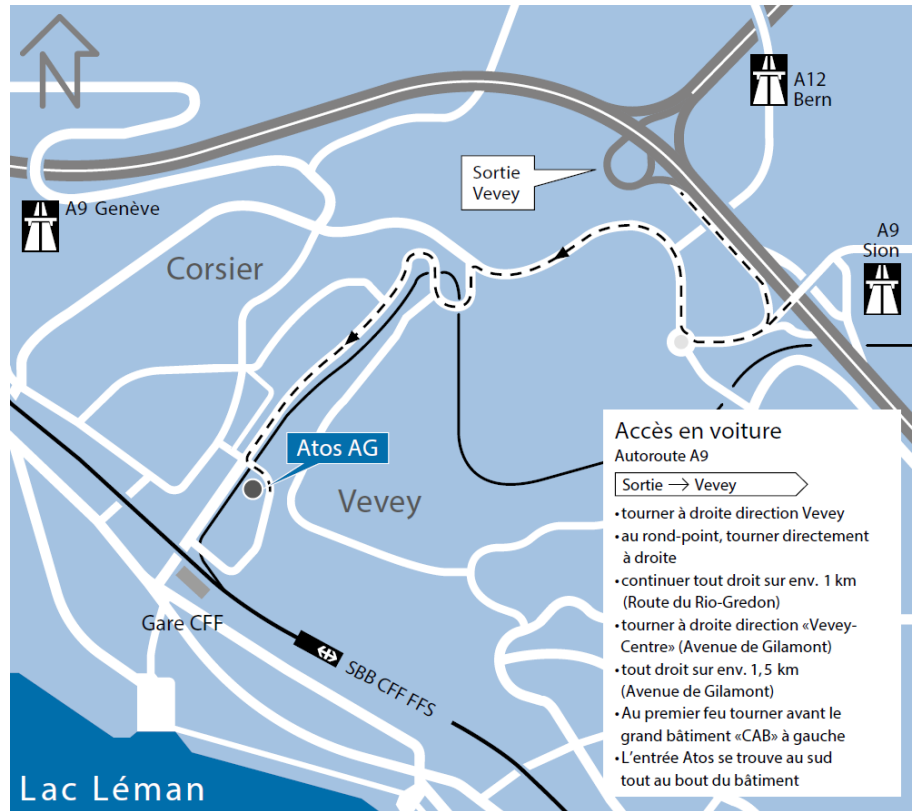 N
A12
Bern
Sortie
Vevey
A9 Genève
A9
Sion
Corsier
Atos AG
Vevey
Gare CFF
SBB CFF FFS
Lac Léman
Accès en voiture
Autoroute A9
Sortie → Vevey
•tourner à droite direction Vevey
•au rond-point, tourner directement
à droite
•continuer tout droit sur env. 1 km
(Route du Rio-Gredon)
•tourner à droite direction «Vevey-
Centre» (Avenue de Gilamont)
•tout droit sur env. 1,5 km
(Avenue de Gilamont)
•Au premier feu tourner avant le
grand bâtiment «CAB» à gauche
•L'entrée Atos se trouve au sud
tout au bout du bâtiment